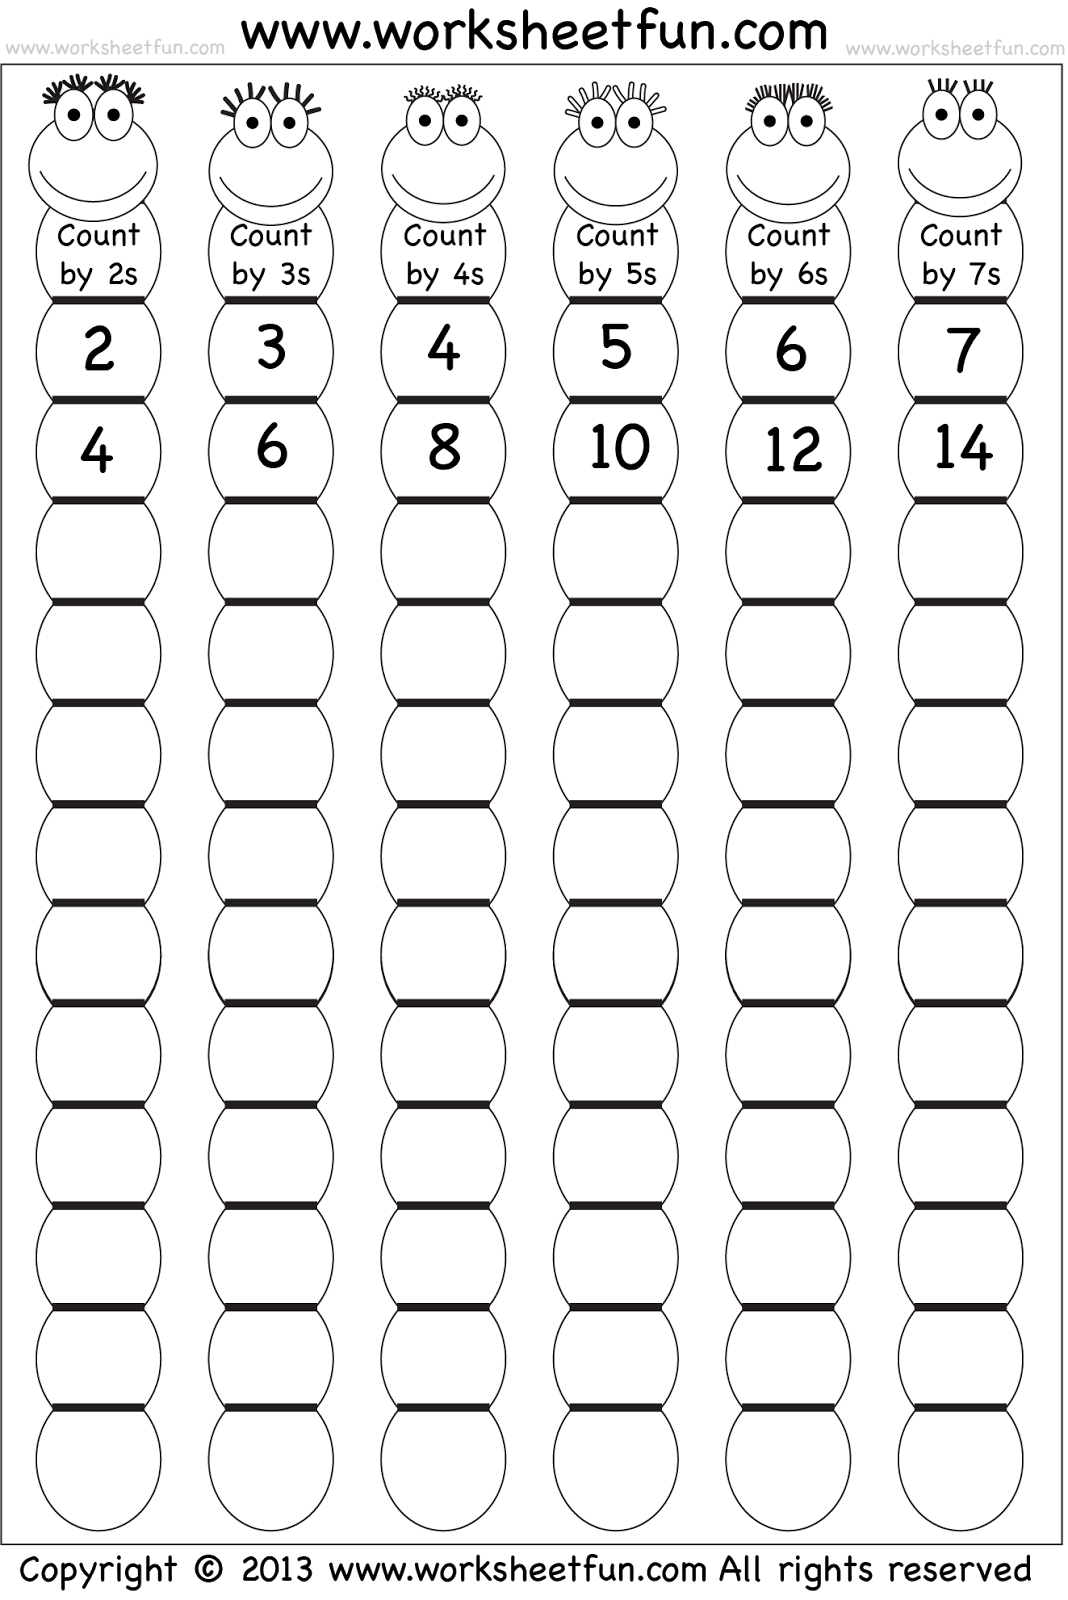 www.worksheetfun.com
www.worksheetfun.com www.worksheetfun.com
Count Count Count Count Count Count
by 2s by 3s by 4s by 5s by 6s by 7s
2 3 4 5 6 7
4 6 8 10 12 14
Copyright © 2013 www.worksheetfun.com All rights reserved